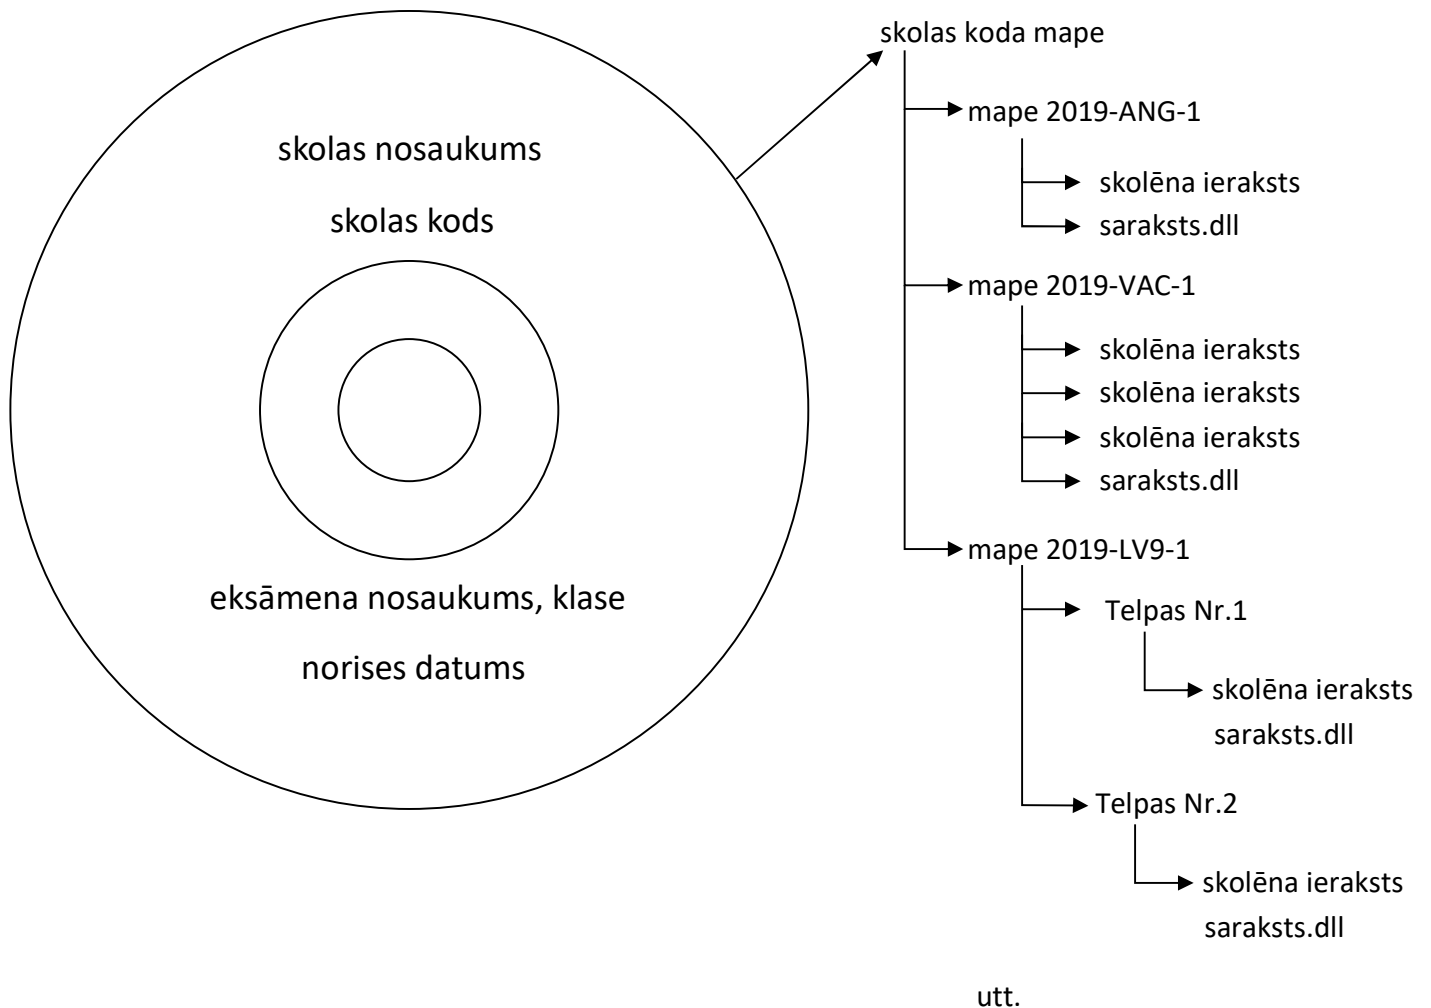 skolas nosaukums
skolas kods
eksāmena nosaukums, klase
norises datums
skolas koda mape
mape 2019-ANG-1
skolēna ieraksts
saraksts.dll
mape 2019-VAC-1
skolēna ieraksts
skolēna ieraksts
skolēna ieraksts
saraksts.dll
mape 2019-LV9-1
Telpas Nr.1
skolēna ieraksts
saraksts.dll
Telpas Nr.2
skolēna ieraksts
saraksts.dll
utt.